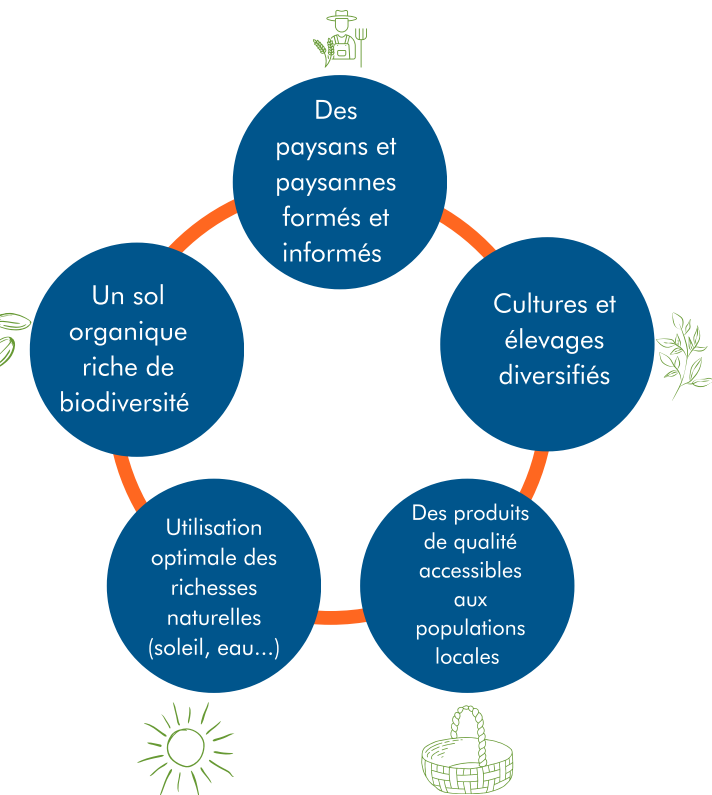 Des
paysans et
paysannes
formés et
informés
Cultures et
élevages
diversifiés
Des produits
de qualité
accessibles
aux
populations
locales
Utilisation
optimale des
richesses
naturelles
(soleil, eau...)
Un sol
organique
riche de
biodiversité